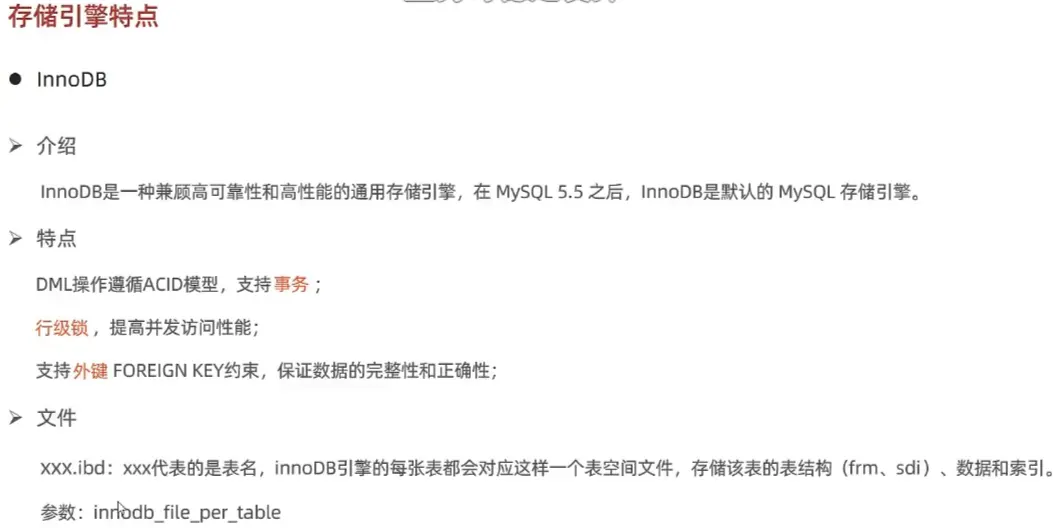 存储引擎特点
● InnoDB
➢ 介绍
InnoDB是一种兼顾高可靠性和高性能的通用存储引擎，在 MySQL 5.5 之后，InnoDB是默认的 MySQL 存储引擎。
➢ 特点
DML操作遵循ACID模型，支持事务；
行级锁，提高并发访问性能；
支持外键 FOREIGN KEY约束，保证数据的完整性和正确性；
➢ 文件
xxx.ibd：xxx代表的是表名，innoDB引擎的每张表都会对应这样一个表空间文件，存储该表的表结构（frm、sdi）、数据和索引。
参数：innodb_file_per_table